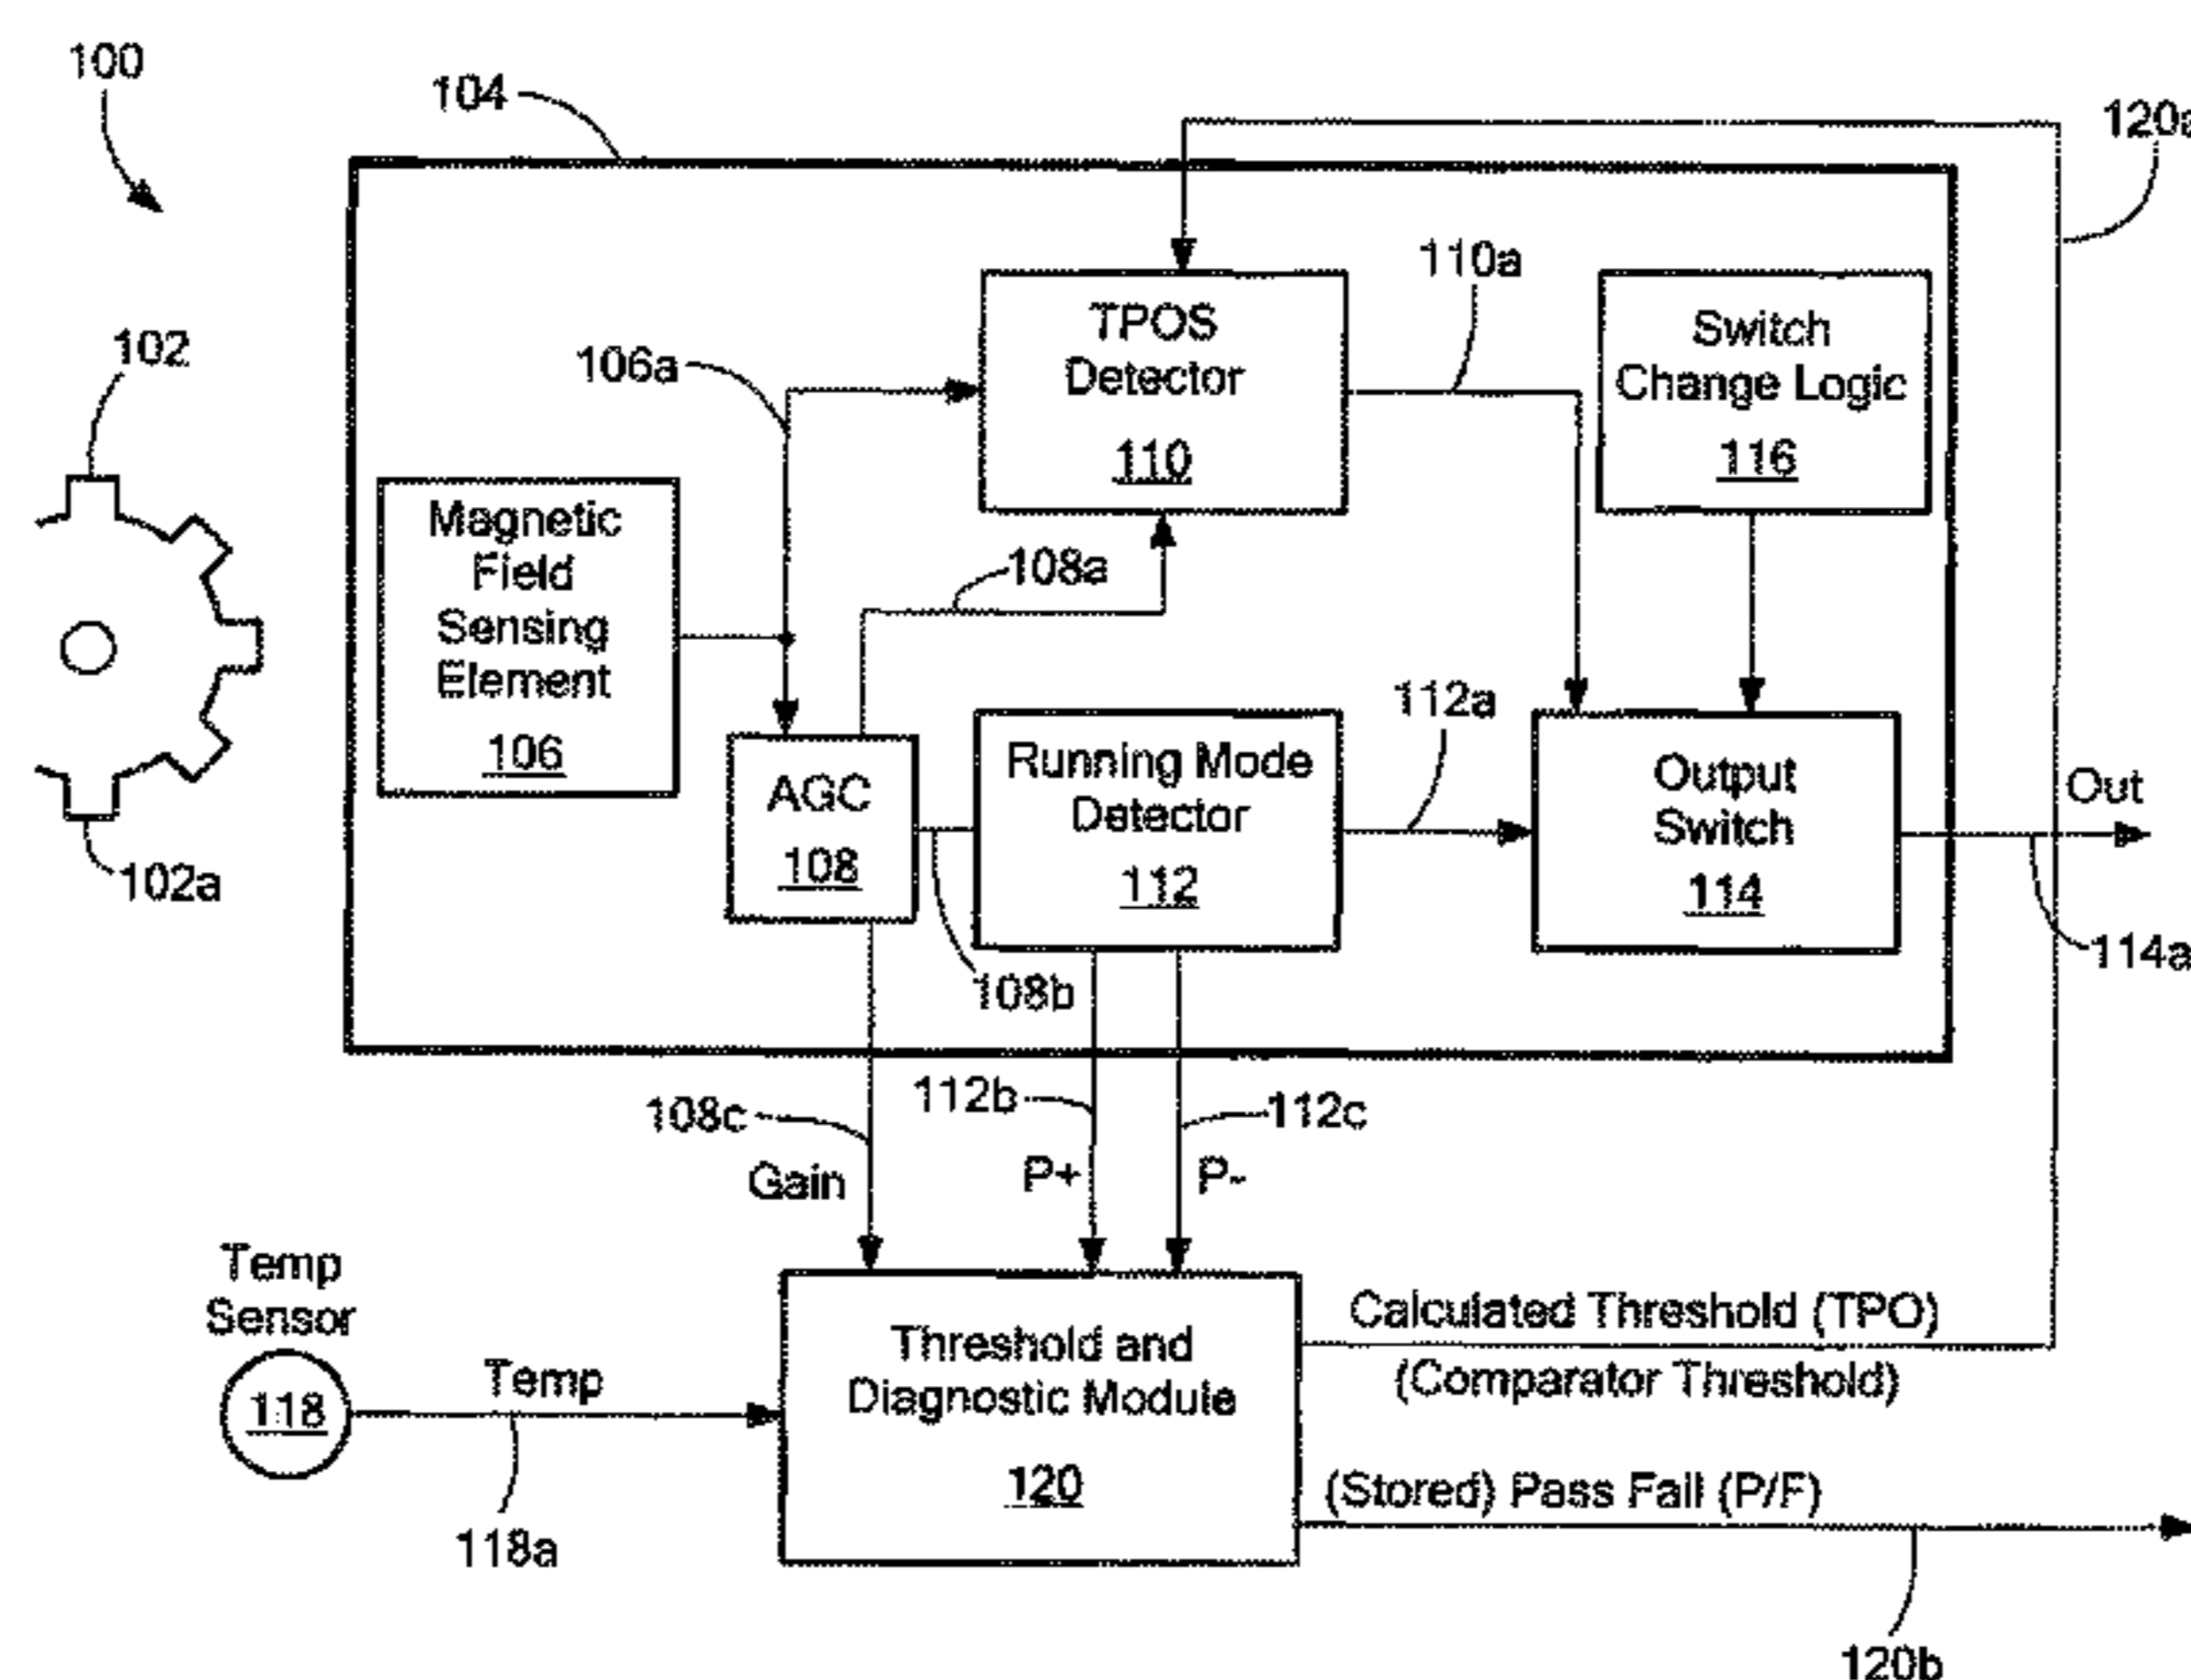 100
104
120a
102
106a
TPOS
Detector
110
110a
Switch
Change Logic
116
Magnetic
Field
Sensing
Element
106
108a
102a
AGC
108
108b
Running Mode
Detector
112
112a
Output
Switch
114
Out
114a
108c
Gain
112b
P+
112c
P-
Temp
Sensor
118
Temp
118a
Threshold and
Diagnostic Module
120
Calculated Threshold (TPO)
(Comparator Threshold)
(Stored) Pass Fail (P/F)
120b